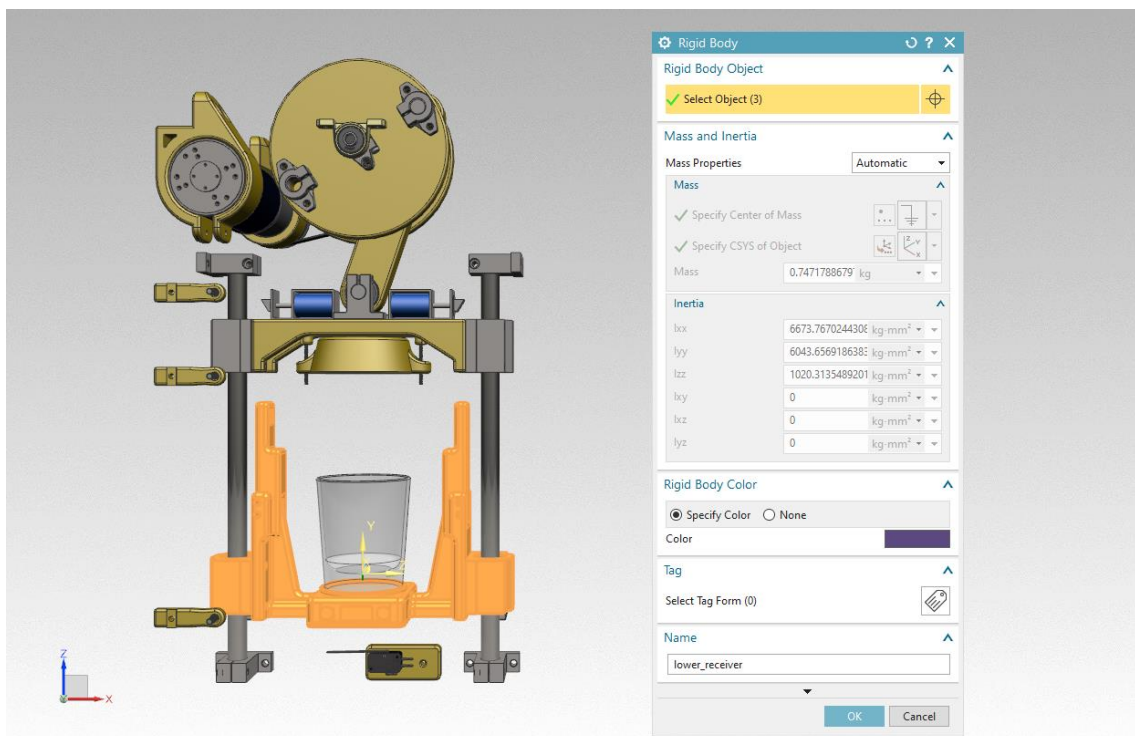 Rigid Body
Rigid Body Object
Select Object (3)
Mass and Inertia
Mass Properties Automatic
Mass
Specify Center of Mass
Specify CSYS of Object
Mass 0.7471788679 kg
Inertia
Ixx 6673.7670244308 kg·mm²
Iyy 6043.6569186383 kg·mm²
Izz 1020.3135489201 kg·mm²
Ixy 0 kg·mm²
Ixz 0 kg·mm²
Iyz 0 kg·mm²
Rigid Body Color
Specify Color None
Color
Tag
Select Tag Form (0)
Name
lower_receiver
OK Cancel
Y
Z
X